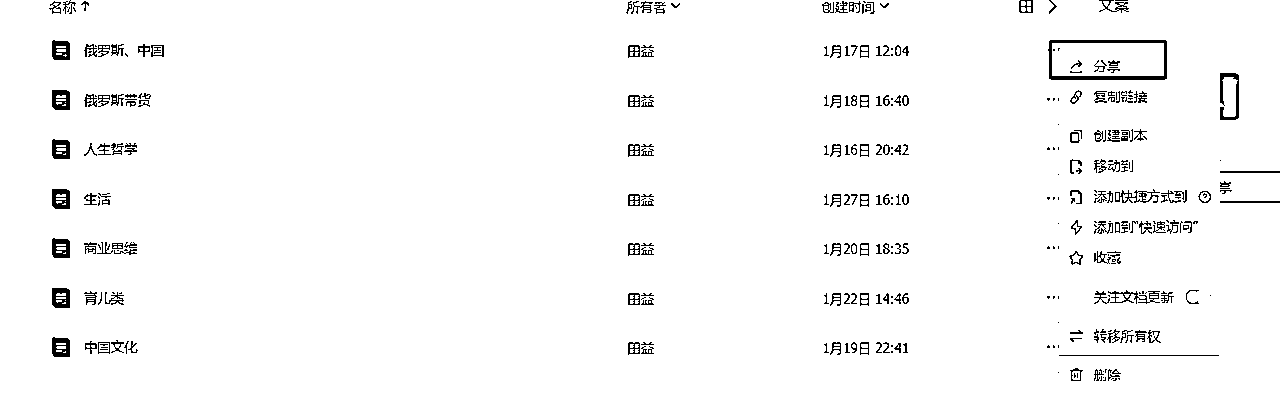 名称 所有者 创建时间 文案
俄罗斯、中国 田益 1月17日 12:04
分享
俄罗斯带货 田益 1月18日 16:40
复制链接
创建副本
人生哲学 田益 1月16日 20:42
移动到
享
生活 田益 1月27日 16:10
添加快捷方式到
添加到“快速访问”
商业思维 田益 1月20日 18:35
收藏
育儿类 田益 1月22日 14:46
关注文档更新
转移所有权
中国文化 田益 1月19日 22:41
删除